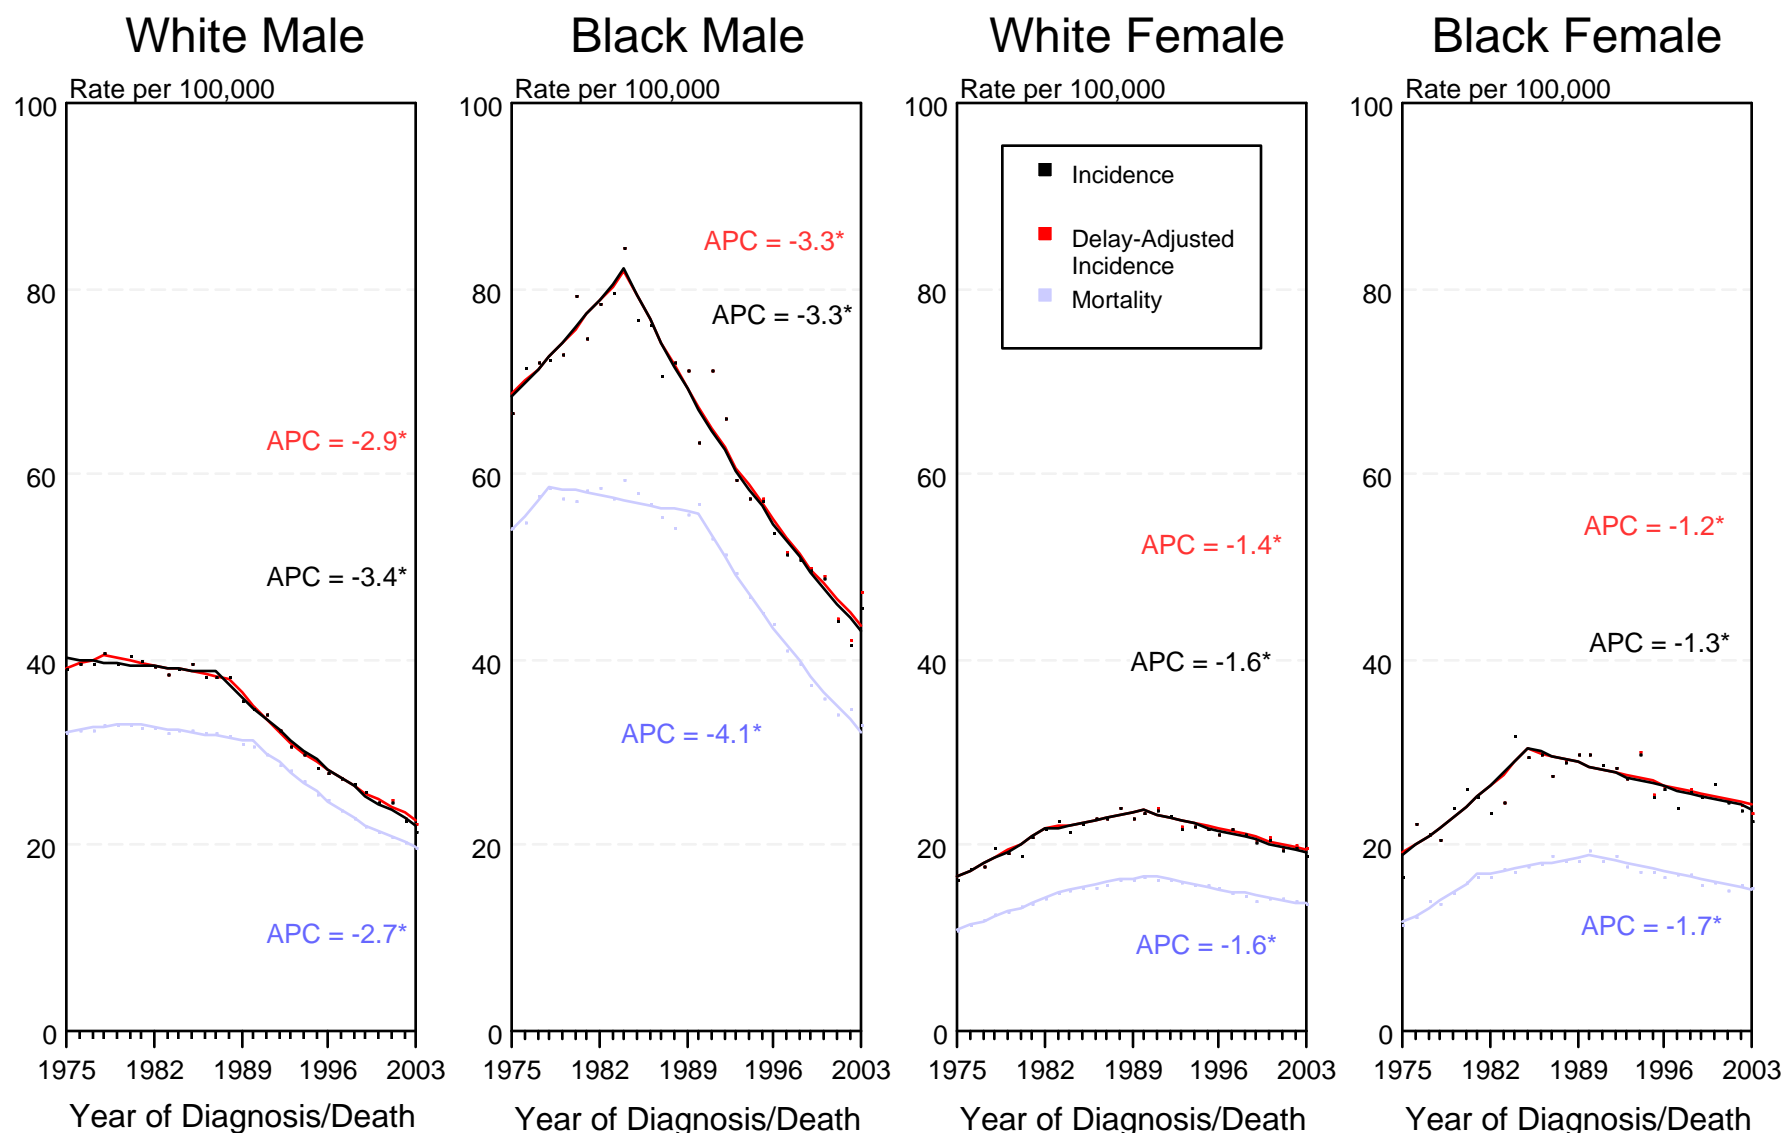 White Male
Black Male
White Female
Black Female
Rate per 100,000
Rate per 100,000
Rate per 100,000
Rate per 100,000
100
80
60
40
20
0
APC = -2.9*
APC = -3.4*
APC = -2.7*
1975 1982 1989 1996 2003
Year of Diagnosis/Death
100
80
60
40
20
0
APC = -3.3*
APC = -3.3*
APC = -4.1*
1975 1982 1989 1996 2003
Year of Diagnosis/Death
100
80
60
40
20
0
Incidence
Delay-Adjusted
Incidence
Mortality
APC = -1.4*
APC = -1.6*
APC = -1.6*
1975 1982 1989 1996 2003
Year of Diagnosis/Death
100
80
60
40
20
0
APC = -1.2*
APC = -1.3*
APC = -1.7*
1975 1982 1989 1996 2003
Year of Diagnosis/Death